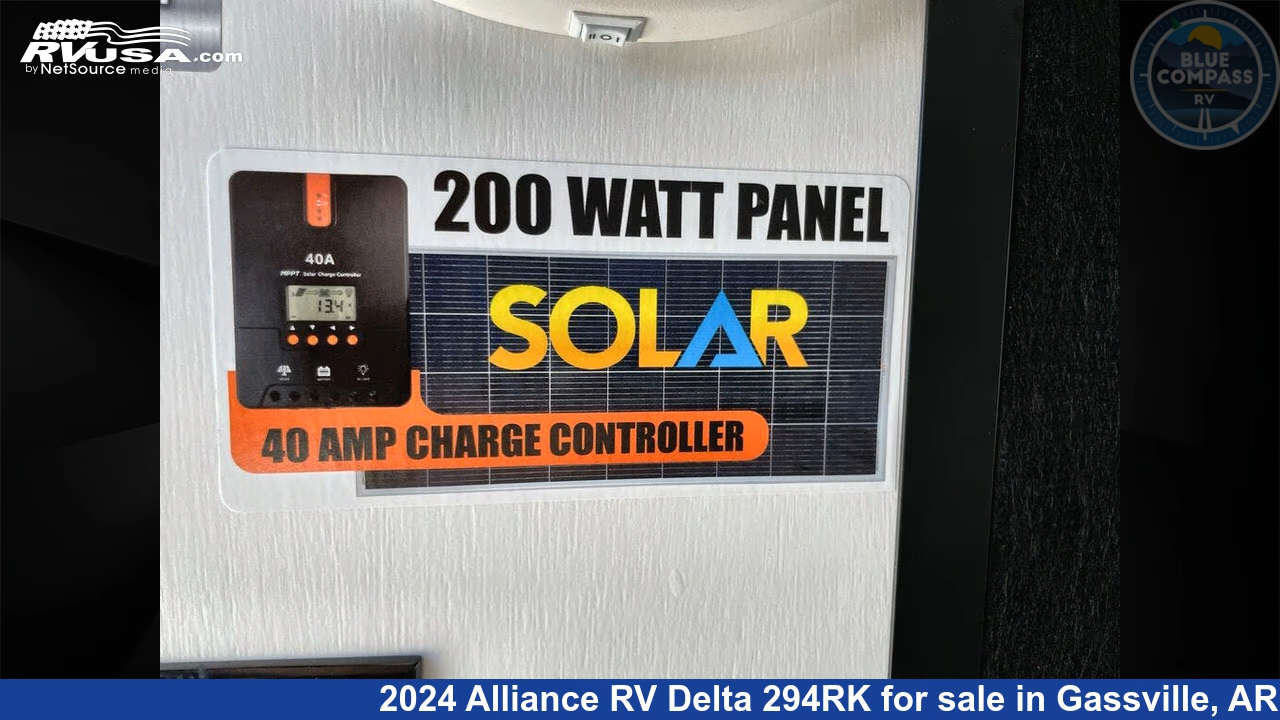 RVUSA.com
by NetSource media
BLUE
COMPASS
RV
200 WATT PANEL
40A
MPPT Solar Charge Controller
13.4
SOLAR
40 AMP CHARGE CONTROLLER
2024 Alliance RV Delta 294RK for sale in Gassville, AR